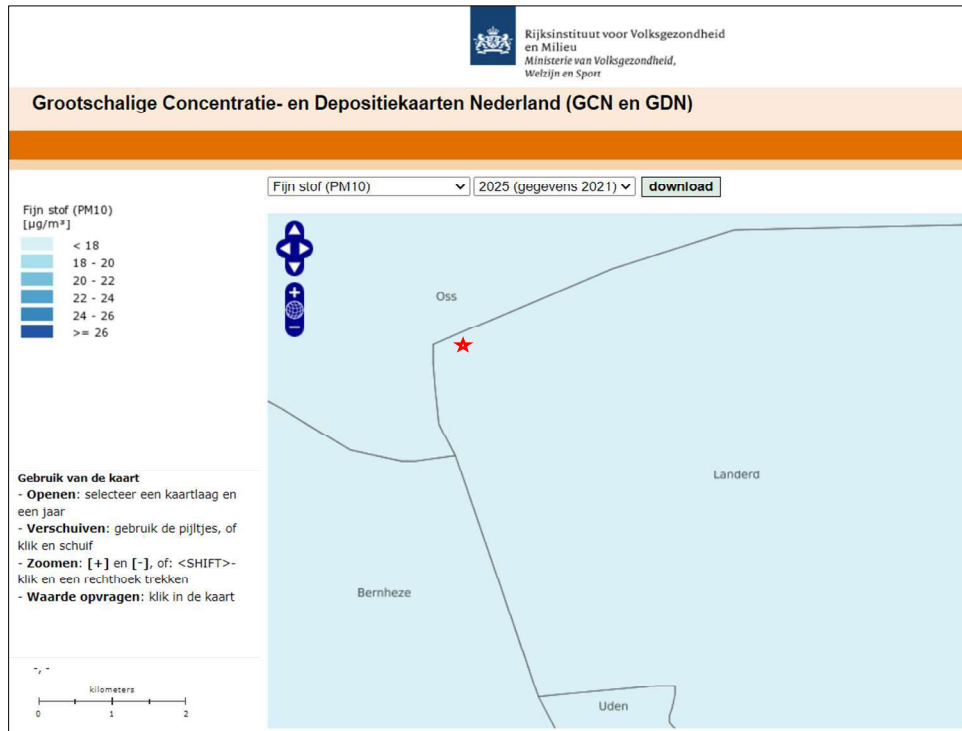 Rijksinstituut voor Volksgezondheid
en Milieu
Ministerie van Volksgezondheid,
Welzijn en Sport
Grootschalige Concentratie- en Depositiekaarten Nederland (GCN en GDN)
Fijn stof (PM10)
2025 (gegevens 2021)
download
Fijn stof (PM10)
[µg/m³]
< 18
18 - 20
20 - 22
22 - 24
24 - 26
>= 26
Oss
Landerd
Bernheze
Uden
Gebruik van de kaart
- Openen: selecteer een kaartlaag en
een jaar
- Verschuiven: gebruik de pijltjes, of
klik en schuif
- Zoomen: [+] en [-], of: <SHIFT>-
klik en een rechthoek trekken
- Waarde opvragen: klik in de kaart
-, -
kilometers
0 1 2